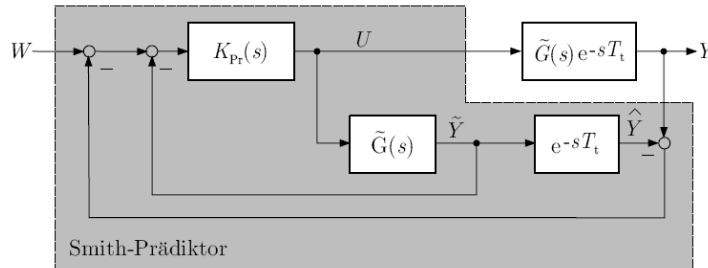 W
K_Pr(s)
U
G̃(s) e^-sT_t
Y
G̃(s)
Ỹ
e^-sT_t
Ŷ
Smith-Prädiktor